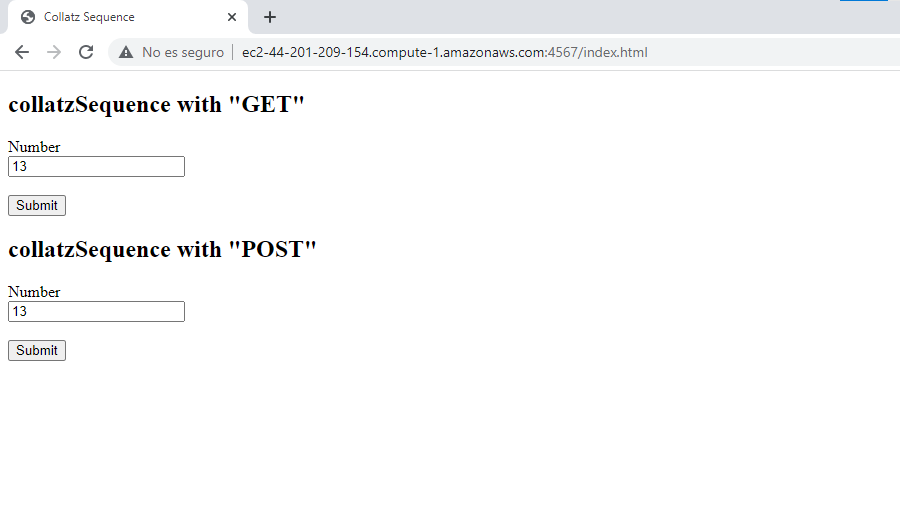 Collatz Sequence
No es seguro ec2-44-201-209-154.compute-1.amazonaws.com:4567/index.html
collatzSequence with "GET"
Number
13
Submit
collatzSequence with "POST"
Number
13
Submit